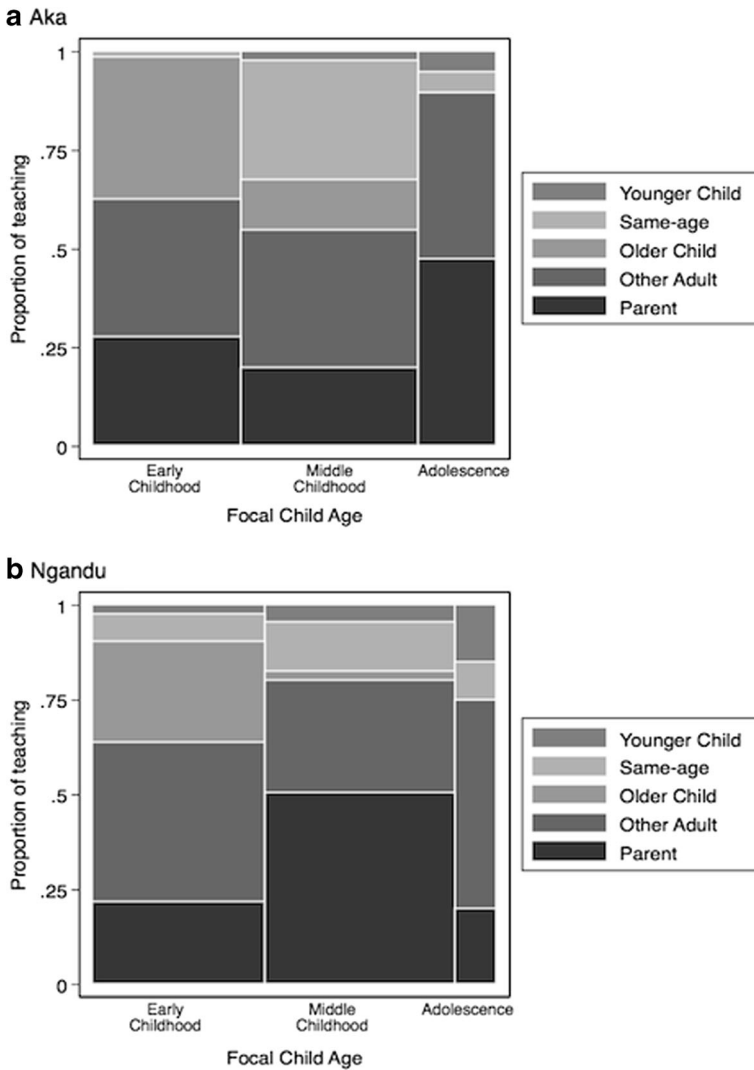 a Aka
Proportion of teaching
1
.75
.5
.25
0
Early
Childhood
Middle
Childhood
Adolescence
Focal Child Age
Younger Child
Same-age
Older Child
Other Adult
Parent
b Ngandu
Proportion of teaching
1
.75
.5
.25
0
Early
Childhood
Middle
Childhood
Adolescence
Focal Child Age
Younger Child
Same-age
Older Child
Other Adult
Parent